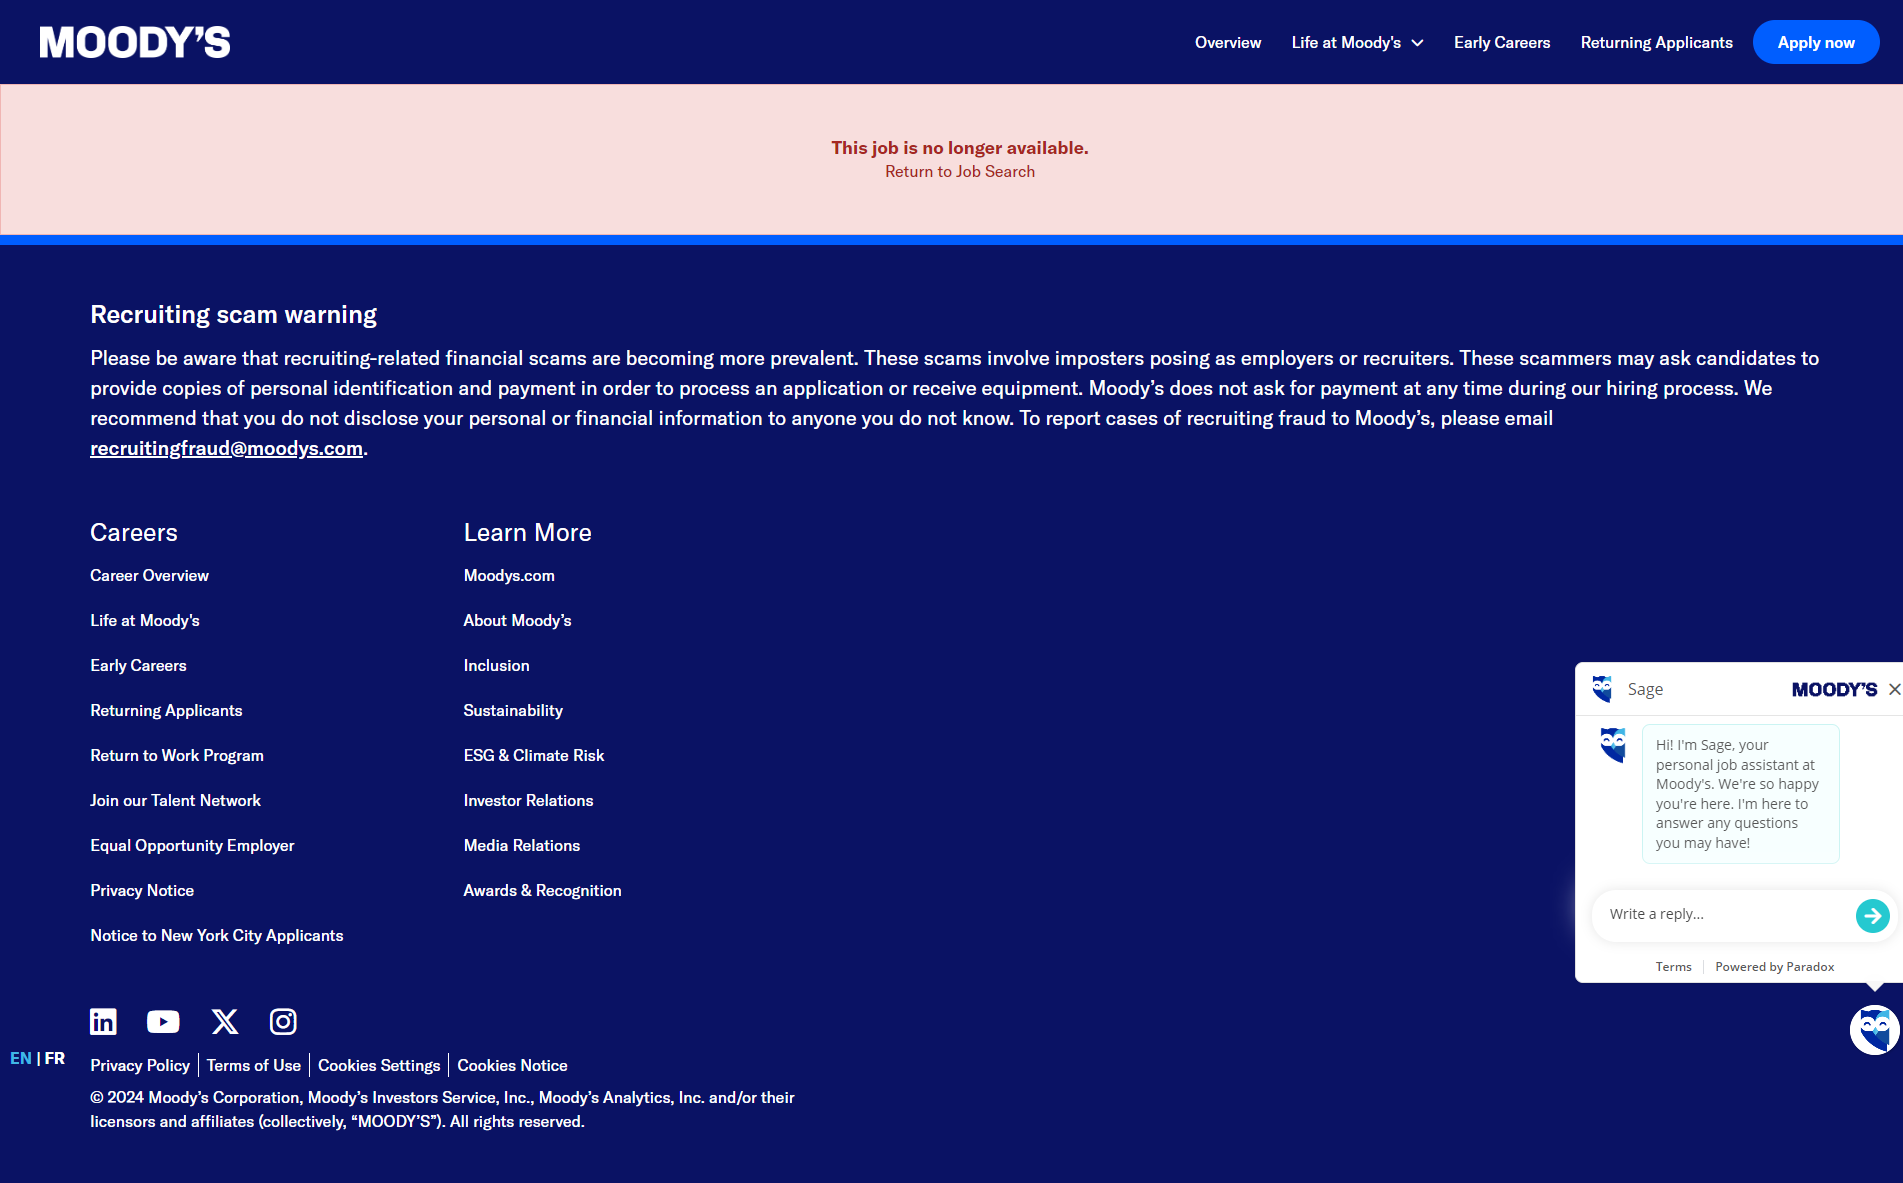 MOODY'S
Overview
Life at Moody's
Early Careers
Returning Applicants
Apply now
This job is no longer available.
Return to Job Search
Recruiting scam warning
Please be aware that recruiting-related financial scams are becoming more prevalent. These scams involve imposters posing as employers or recruiters. These scammers may ask candidates to
provide copies of personal identification and payment in order to process an application or receive equipment. Moody’s does not ask for payment at any time during our hiring process. We
recommend that you do not disclose your personal or financial information to anyone you do not know. To report cases of recruiting fraud to Moody’s, please email
recruitingfraud@moodys.com.
Careers
Career Overview
Life at Moody's
Early Careers
Returning Applicants
Return to Work Program
Join our Talent Network
Equal Opportunity Employer
Privacy Notice
Notice to New York City Applicants
Learn More
Moodys.com
About Moody’s
Inclusion
Sustainability
ESG & Climate Risk
Investor Relations
Media Relations
Awards & Recognition
Sage
MOODY'S
Hi! I'm Sage, your
personal job assistant at
Moody's. We're so happy
you're here. I'm here to
answer any questions
you may have!
Write a reply...
Terms
Powered by Paradox
EN | FR
Privacy Policy
Terms of Use
Cookies Settings
Cookies Notice
© 2024 Moody’s Corporation, Moody’s Investors Service, Inc., Moody’s Analytics, Inc. and/or their
licensors and affiliates (collectively, “MOODY’S”). All rights reserved.